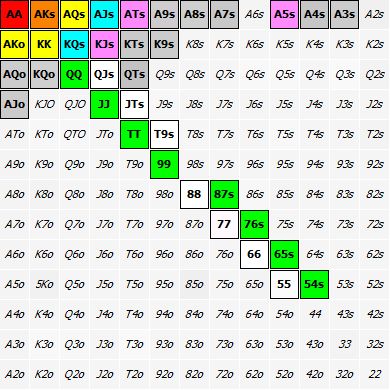 AA AKs AQs AJs ATs A9s A8s A7s A6s A5s A4s A3s A2s
AKo KK KQs KJs KTs K9s K8s K7s K6s K5s K4s K3s K2s
AQo KQo QQ QJs QTs Q9s Q8s Q7s Q6s Q5s Q4s Q3s Q2s
AJo KJO QJO JJ JTs J9s J8s J7s J6s J5s J4s J3s J2s
ATo KTo QTO JTo TT T9s T8s T7s T6s T5s T4s T3s T2s
A9o K9o Q9o J9o T9o 99 98s 97s 96s 95s 94s 93s 92s
A8o K8o Q8o J8o T8o 98o 88 87s 86s 85s 84s 83s 82s
A7o K7o Q7o J7o T7o 97o 87o 77 76s 75s 74s 73s 72s
A6o K6o Q6o J6o T6o 96o 86o 76o 66 65s 64s 63s 62s
A5o 5Ko Q5o J5o T5o 95o 85o 75o 65o 55 54s 53s 52s
A4o K4o Q4o J4o T4o 94o 84o 74o 64o 54o 44 43s 42s
A3o K3o Q3o J3o T3o 93o 83o 73o 63o 53o 43o 33 32s
A2o K2o Q2o J2o T2o 92o 82o 72o 62o 52o 42o 32o 22